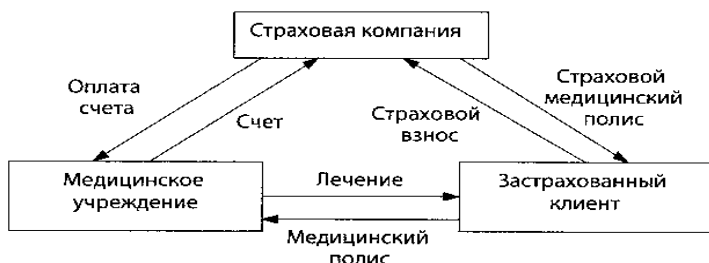 Страховая компания
Оплата
счета
Счет
Страховой
взнос
Страховой
медицинский
полис
Медицинское
учреждение
Лечение
Застрахованный
клиент
Медицинский
полис